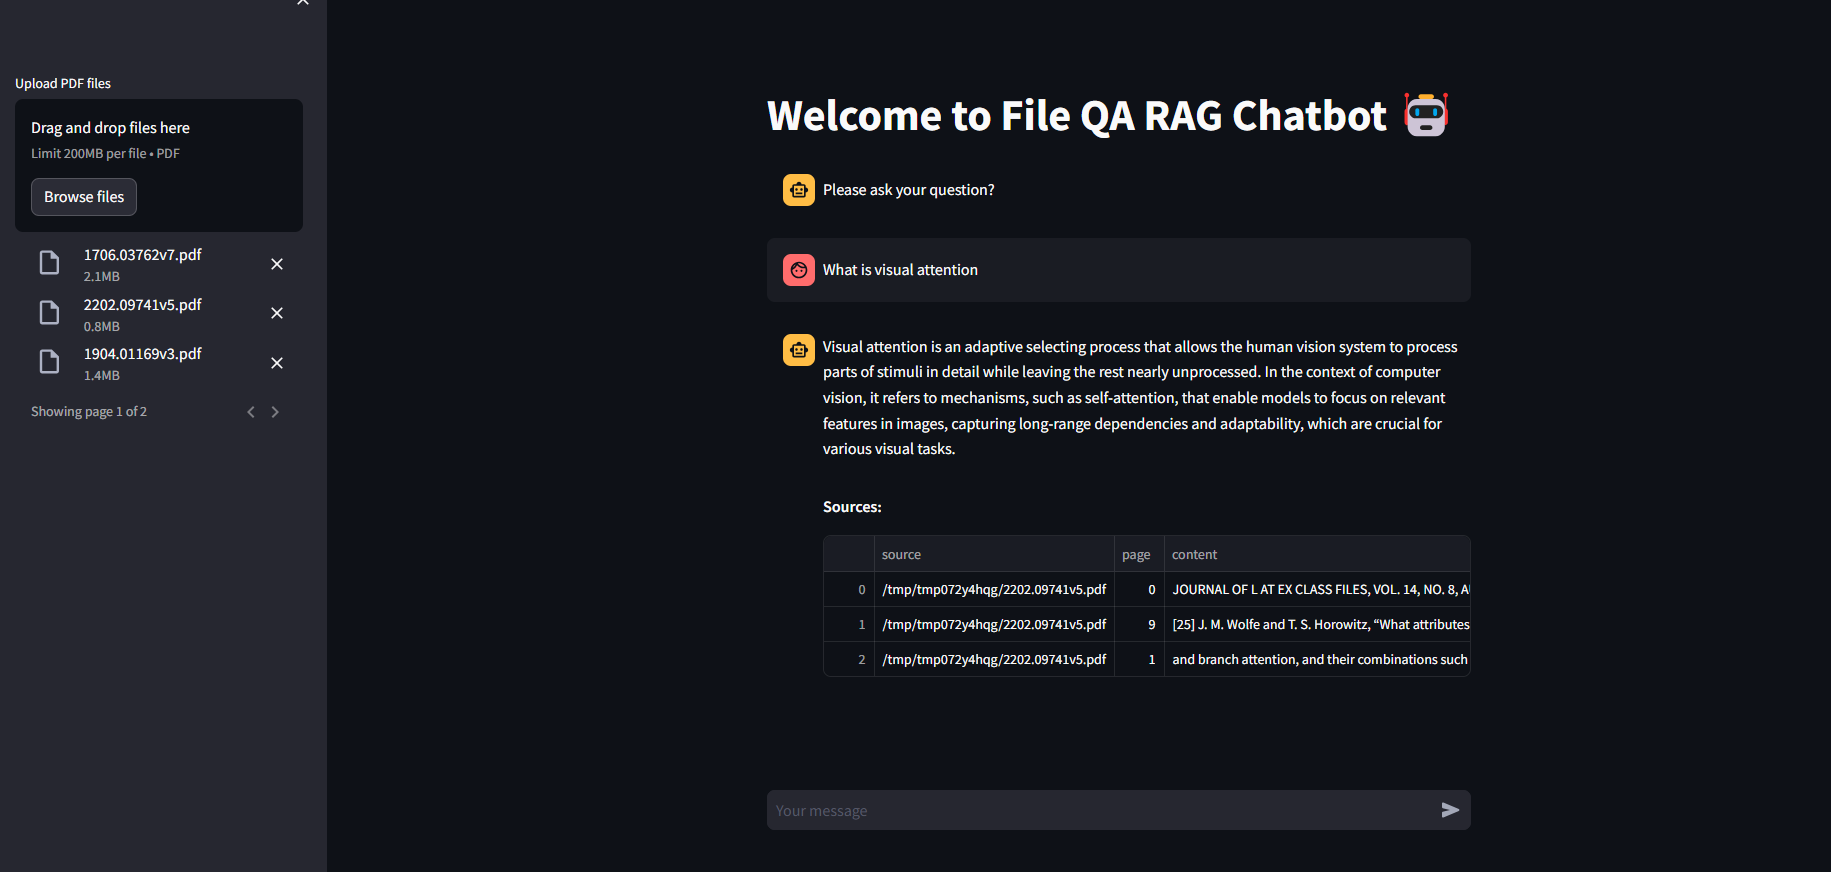 Upload PDF files
Drag and drop files here
Limit 200MB per file • PDF
Browse files
1706.03762v7.pdf
2.1MB
2202.09741v5.pdf
0.8MB
1904.01169v3.pdf
1.4MB
Showing page 1 of 2
Welcome to File QA RAG Chatbot
Please ask your question?
What is visual attention
Visual attention is an adaptive selecting process that allows the human vision system to process
parts of stimuli in detail while leaving the rest nearly unprocessed. In the context of computer
vision, it refers to mechanisms, such as self-attention, that enable models to focus on relevant
features in images, capturing long-range dependencies and adaptability, which are crucial for
various visual tasks.
Sources:
source page content
0 /tmp/tmp072y4hqg/2202.09741v5.pdf 0 JOURNAL OF L AT EX CLASS FILES, VOL. 14, NO. 8,
1 /tmp/tmp072y4hqg/2202.09741v5.pdf 9 [25] J. M. Wolfe and T. S. Horowitz, “What attributes
2 /tmp/tmp072y4hqg/2202.09741v5.pdf 1 and branch attention, and their combinations such
Your message